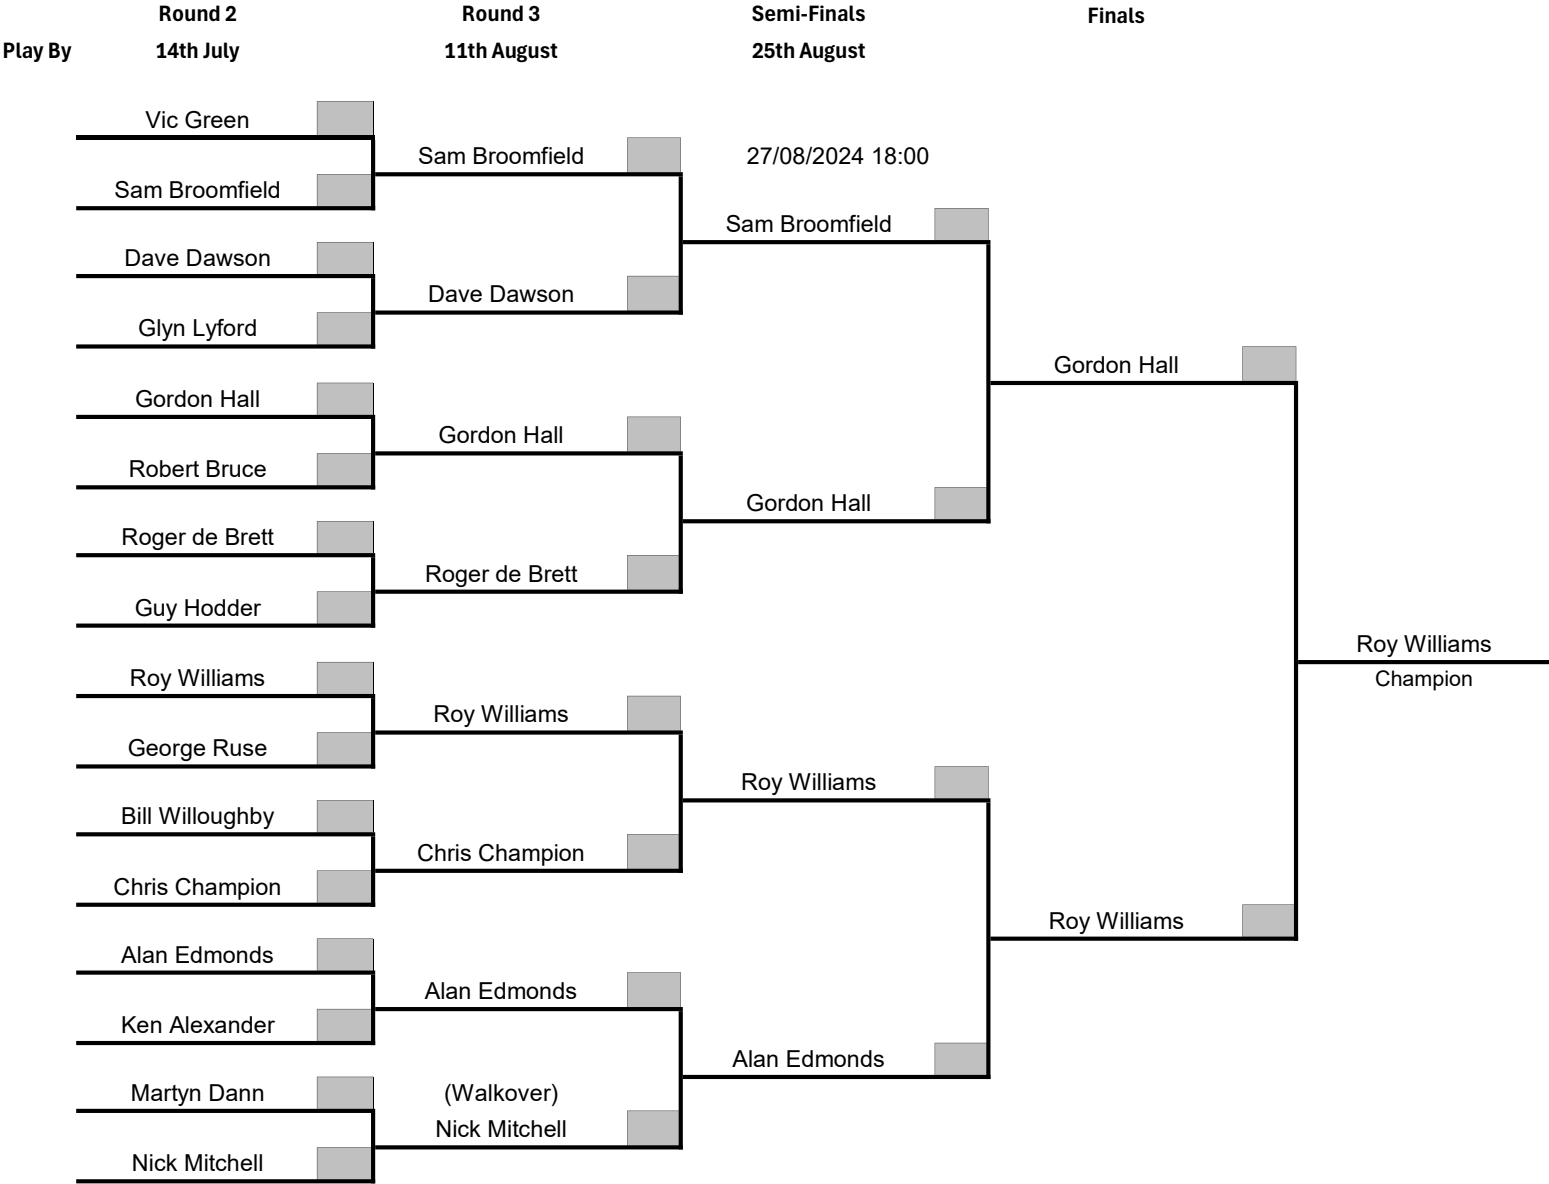 Round 2 Round 3 Semi-Finals Finals
Play By 14th July 11th August 25th August
Vic Green
Sam Broomfield 27/08/2024 18:00
Sam Broomfield
Sam Broomfield
Dave Dawson
Dave Dawson
Glyn Lyford
Gordon Hall
Gordon Hall
Gordon Hall
Robert Bruce
Gordon Hall
Roger de Brett
Roger de Brett
Guy Hodder
Roy Williams
Roy Williams Champion
Roy Williams
George Ruse
Roy Williams
Bill Willoughby
Chris Champion
Chris Champion
Roy Williams
Alan Edmonds
Alan Edmonds
Ken Alexander
Alan Edmonds
Martyn Dann (Walkover)
Nick Mitchell
Nick Mitchell